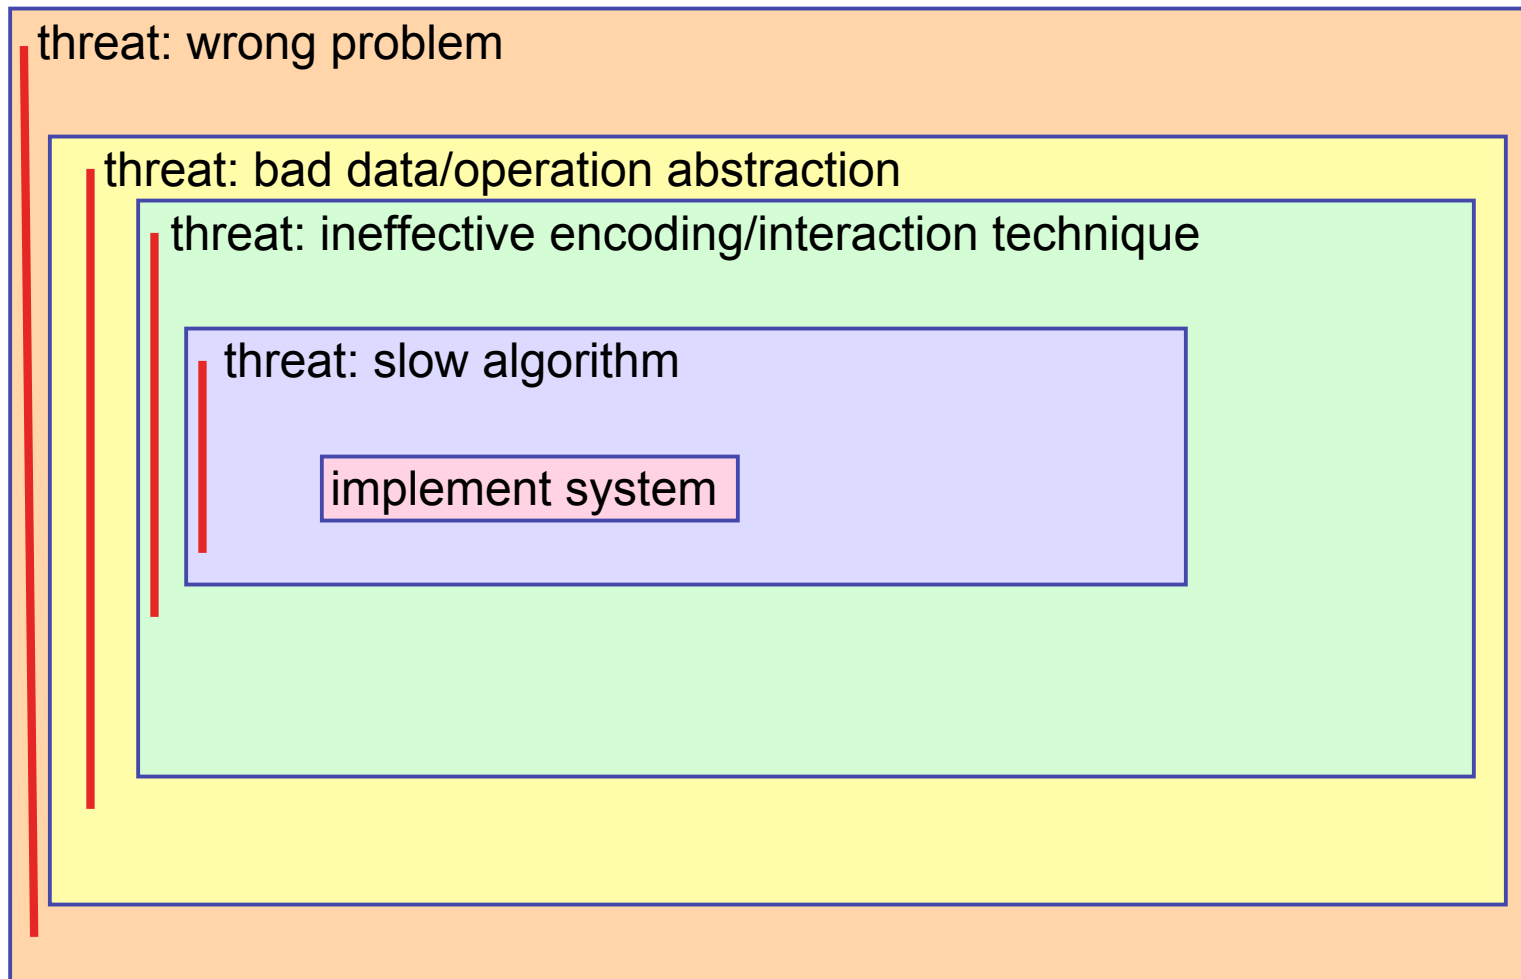 threat: wrong problem
threat: bad data/operation abstraction
threat: ineffective encoding/interaction technique
threat: slow algorithm
implement system